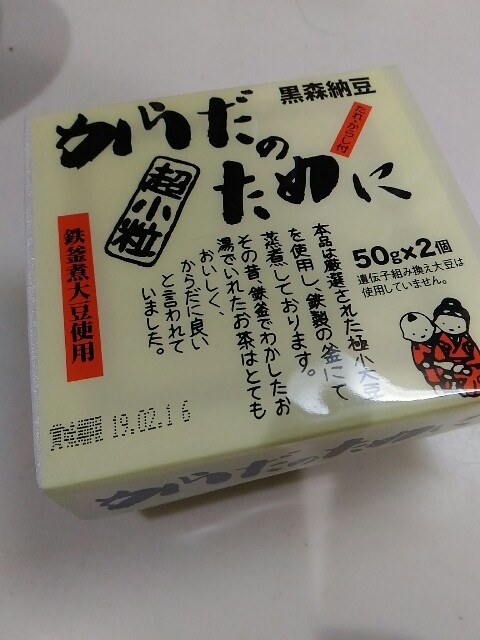 黒森納豆
からだの
ために
たれ・からし付
超小粒
鉄釜煮大豆使用
50g×2個
遺伝子組み換え大豆は
使用していません。
本品は厳選された極小大豆
を使用し、鉄製の釜にて
蒸煮しております。
その昔、鉄釜でわかしたお
湯でいれたお茶はとても
おいしく、
からだに良い
と言われて
いました。
賞味期限 19.02.16
からだのために